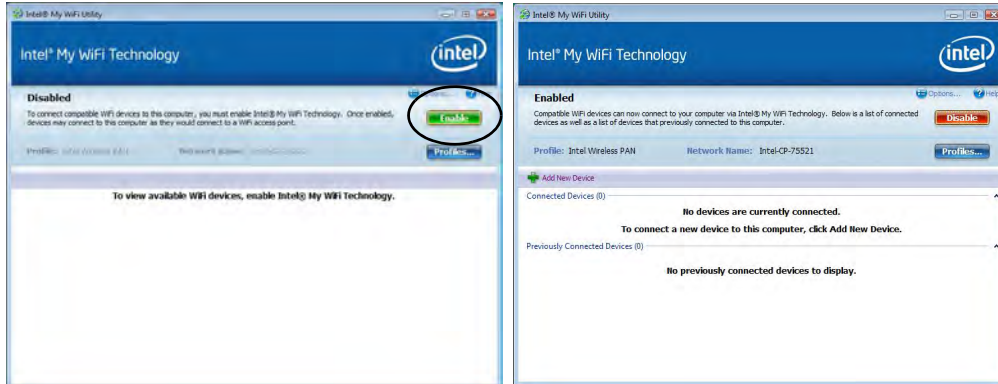 Intel® My WiFi Utility
Intel® My WiFi Technology
(intel)
Disabled
To connect compatible WiFi devices to this computer, you must enable Intel® My WiFi Technology. Once enabled,
devices may connect to this computer as they would connect to a WiFi access point.
Enable
Profile:
Profiles...
To view available WiFi devices, enable Intel® My WiFi Technology.
Intel® My WiFi Utility
Intel® My WiFi Technology
(intel)
Options... Help
Enabled
Compatible WiFi devices can now connect to your computer via Intel® My WiFi Technology. Below is a list of connected
devices as well as a list of devices that previously connected to this computer.
Disable
Profile: Intel Wireless PAN Network Name: Intel-CP-75521
Profiles...
Add New Device
Connected Devices (0)
No devices are currently connected.
To connect a new device to this computer, click Add New Device.
Previously Connected Devices (0)
No previously connected devices to display.